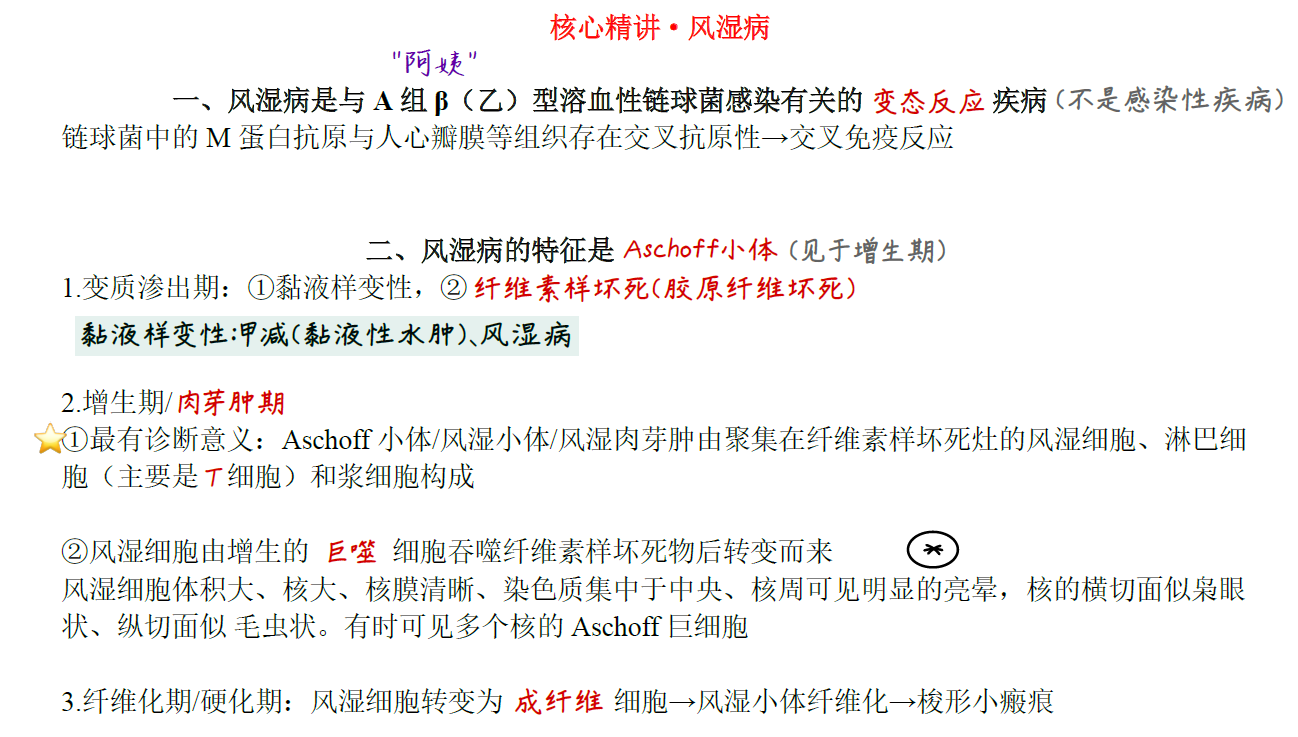 核心精讲·风湿病
"阿姨"
一、风湿病是与 A 组 β（乙）型溶血性链球菌感染有关的 变态反应 疾病(不是感染性疾病)
链球菌中的 M 蛋白抗原与人心瓣膜等组织存在交叉抗原性→交叉免疫反应
二、风湿病的特征是 Aschoff小体 (见于增生期)
1.变质渗出期：①黏液样变性，②纤维素样坏死(胶原纤维坏死)
黏液样变性:甲减(黏液性水肿)、风湿病
2.增生期/肉芽肿期
①最有诊断意义：Aschoff 小体/风湿小体/风湿肉芽肿由聚集在纤维素样坏死灶的风湿细胞、淋巴细
胞（主要是T细胞）和浆细胞构成
②风湿细胞由增生的 巨噬 细胞吞噬纤维素样坏死物后转变而来
风湿细胞体积大、核大、核膜清晰、染色质集中于中央、核周可见明显的亮晕，核的横切面似枭眼
状、纵切面似 毛虫状。有时可见多个核的 Aschoff 巨细胞
3.纤维化期/硬化期：风湿细胞转变为 成纤维 细胞→风湿小体纤维化→梭形小瘢痕